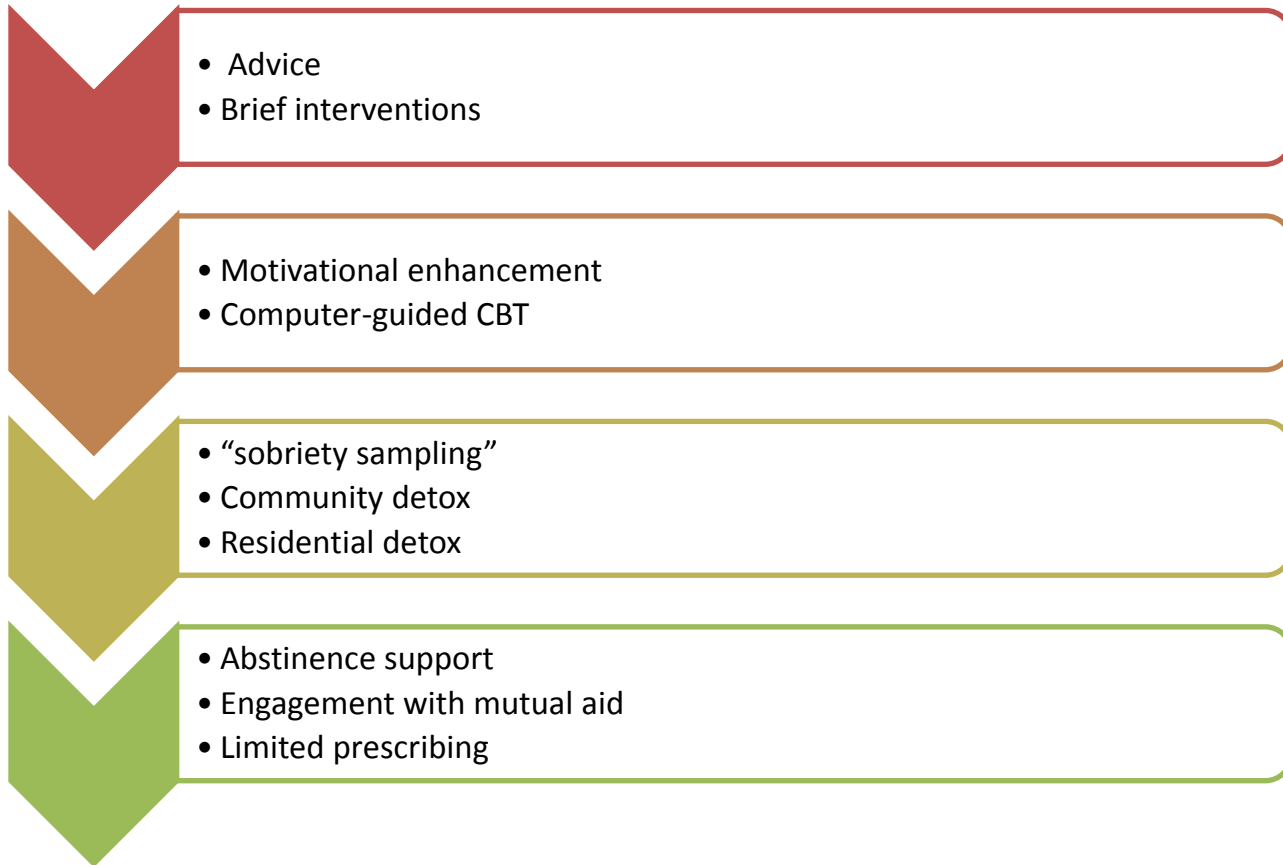 • Advice
• Brief interventions
• Motivational enhancement
• Computer-guided CBT
• “sobriety sampling”
• Community detox
• Residential detox
• Abstinence support
• Engagement with mutual aid
• Limited prescribing